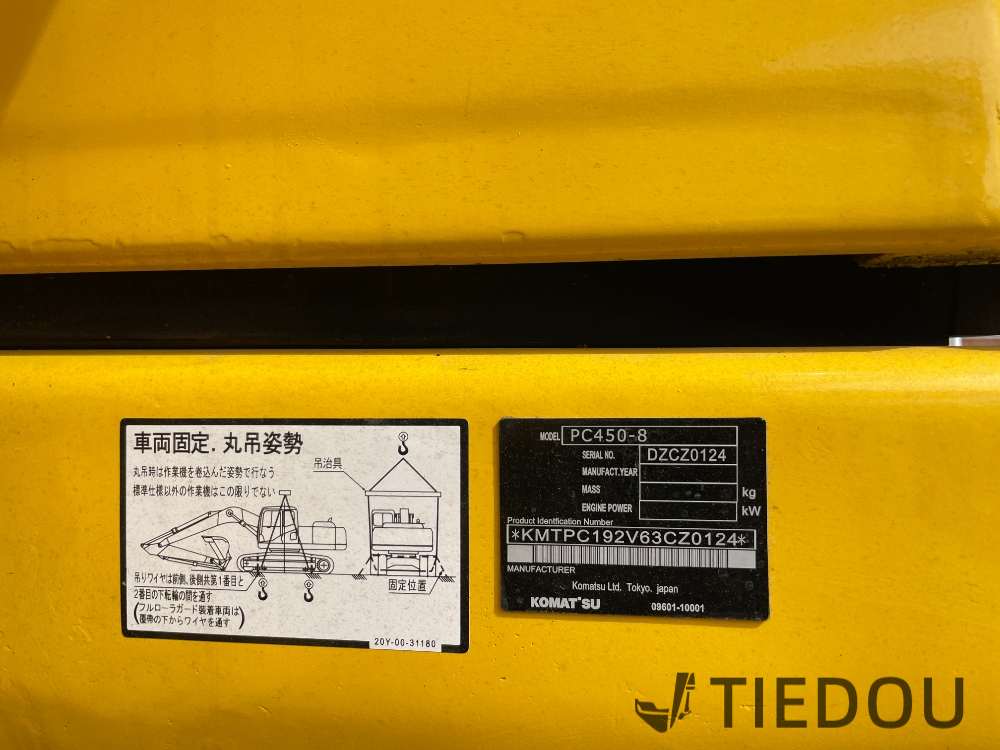 車両固定．丸吊姿勢
丸吊時は作業機を巻込んだ姿勢で行なう
標準仕様以外の作業機はこの限りでない
吊治具
固定位置
吊りワイヤは前側、後側共第1番目と
2番目の下転輪の間を通す
(フルローラガード装着車両は
履帯の下からワイヤを通す)
20Y-00-31180
MODEL PC450-8
SERIAL NO. DZCZ0124
MANUFACT.YEAR
MASS kg
ENGINE POWER kW
Product Identfication Number
*KMTPC192V63CZ0124*
MANUFACTURER
Komatsu Ltd. Tokyo. japan
KOMAT'SU 09601-10001
TIEDOU